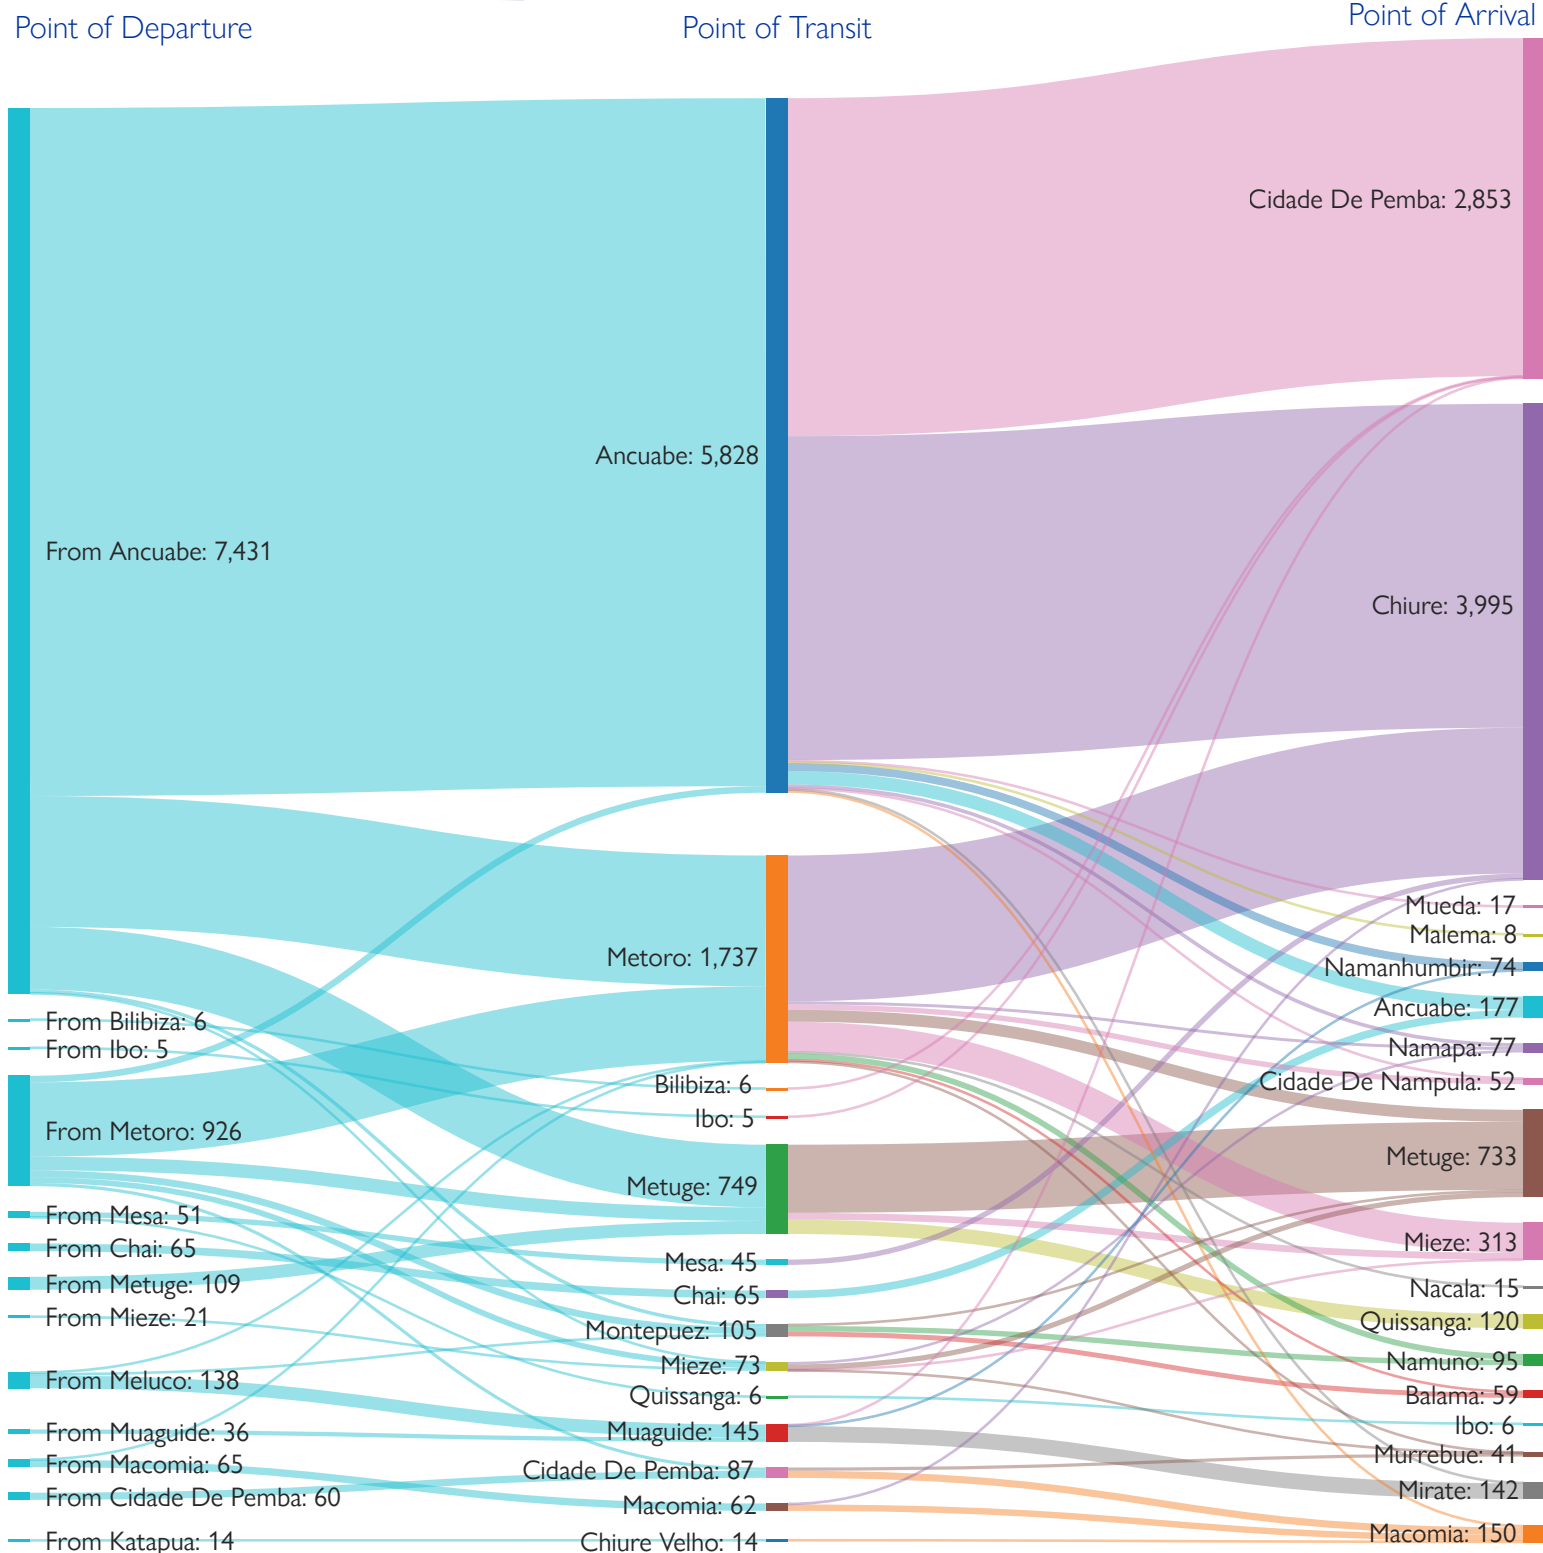 Point of Departure
Point of Transit
Point of Arrival
From Ancuabe: 7,431
From Bilibiza: 6
From Ibo: 5
From Metoro: 926
From Mesa: 51
From Chai: 65
From Metuge: 109
From Mieze: 21
From Meluco: 138
From Muaguide: 36
From Macomia: 65
From Cidade De Pemba: 60
From Katapua: 14
Ancuabe: 5,828
Metoro: 1,737
Bilibiza: 6
Ibo: 5
Metuge: 749
Mesa: 45
Chai: 65
Montepuez: 105
Mieze: 73
Quissanga: 6
Muaguide: 145
Cidade De Pemba: 87
Macomia: 62
Chiure Velho: 14
Cidade De Pemba: 2,853
Chiure: 3,995
Mueda: 17
Malema: 8
Namanhumbir: 74
Ancuabe: 177
Namapa: 77
Cidade De Nampula: 52
Metuge: 733
Mieze: 313
Nacala: 15
Quissanga: 120
Namuno: 95
Balama: 59
Ibo: 6
Murrebue: 41
Mirate: 142
Macomia: 150